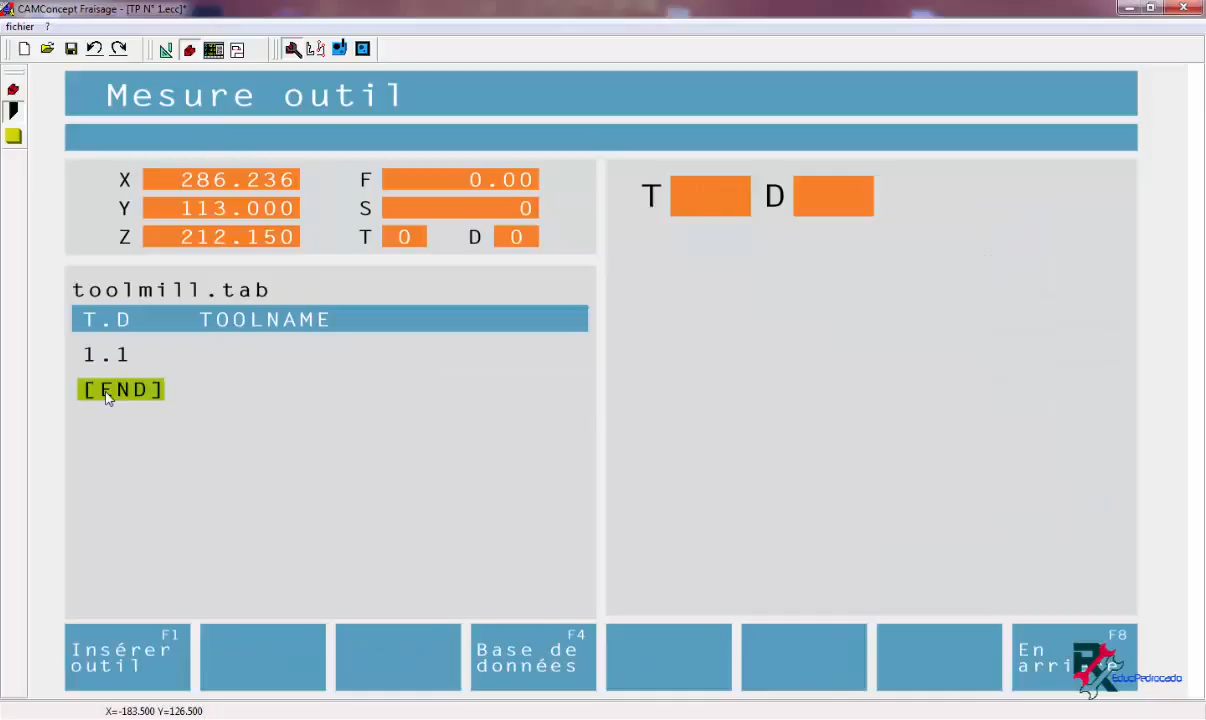 CAMConcept Fraisage - [TP N° 1.ecc]*
fichier ?
Mesure outil
X 286.236 F 0.00
Y 113.000 S 0
Z 212.150 T 0 D 0
T D
toolmill.tab
T.D TOOLNAME
1.1
[END]
F1 F4 F8
Insérer Base de En
outil données arri
EducPedrocado
X=-183.500 Y=126.500